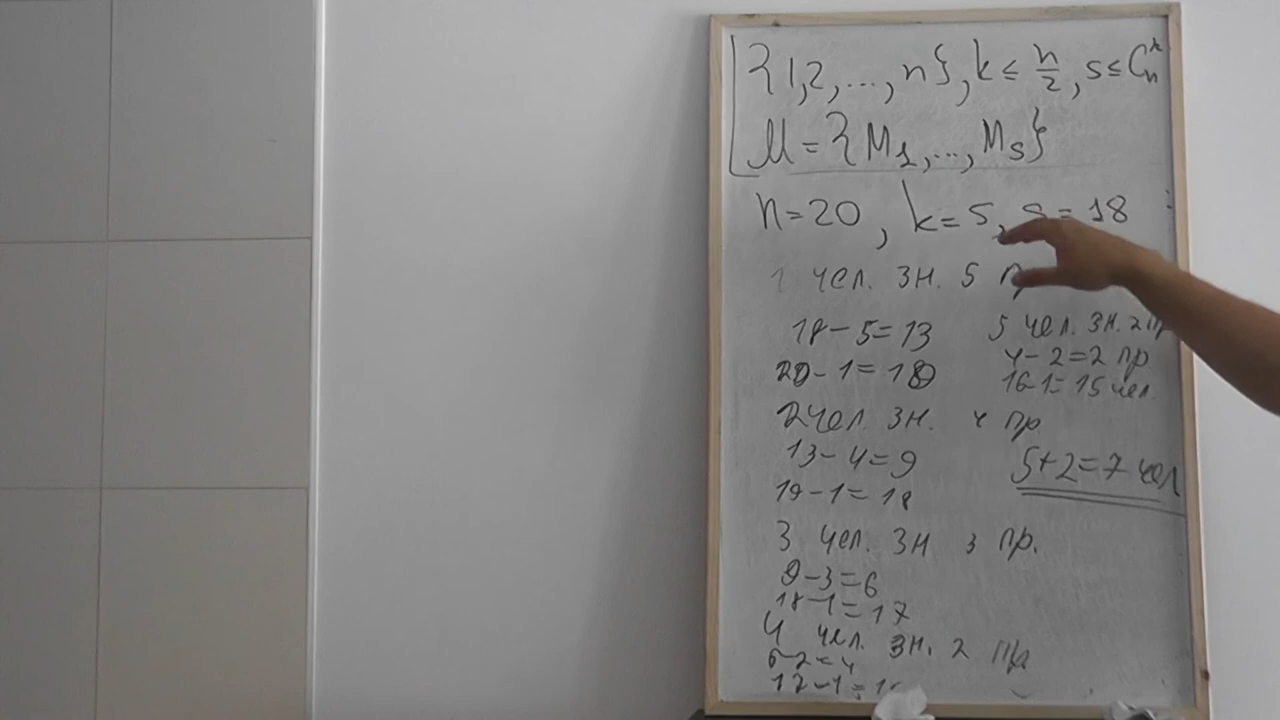 {1,2,...,n}, k ≤ n/2, s ≤ C_n^k
M = {M_1,...,M_s}
n=20, k=5, s=18
1 чел. зн. 5
18-5=13
20-1=19
2 чел. зн. 4 пр
13-4=9
19-1=18
3 чел. зн 3 пр.
9-3=6
18-1=17
4 чел. зн. 2 пр
6-2=4
17-1=
5 чел. зн. 2 пр
4-2=2 пр
16-1=15 чел.
5+2=7 чел